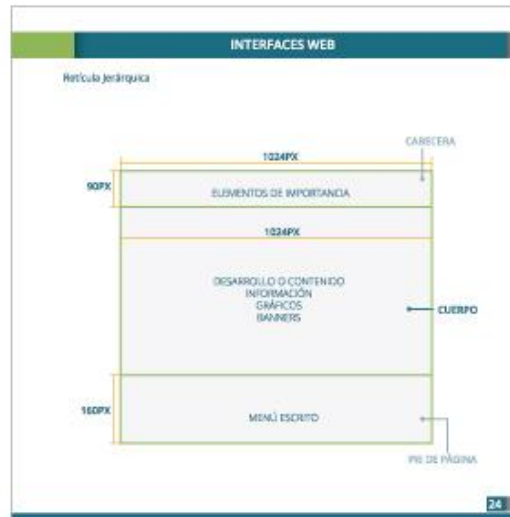 INTERFACES WEB
Retícula Jerárquica
CABECERA
1024PX
90PX
ELEMENTOS DE IMPORTANCIA
1024PX
DESARROLLO O CONTENIDO
INFORMACIÓN
GRÁFICOS
BANNERS
CUERPO
160PX
MENÚ ESCRITO
PIE DE PÁGINA
24